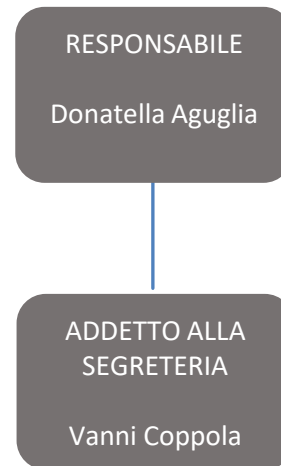 RESPONSABILE
Donatella Aguglia
ADDETTO ALLA
SEGRETERIA
Vanni Coppola